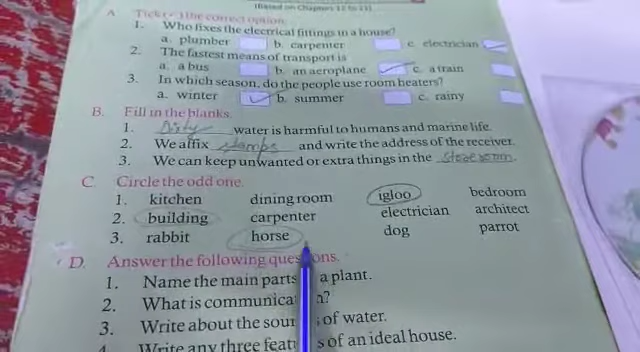 (Based on Chapters 12 to 21)
A. Tick (✓) the correct option.
1. Who fixes the electrical fittings in a house?
a. plumber b. carpenter c. electrician
2. The fastest means of transport is
a. a bus b. an aeroplane c. a train
3. In which season, do the people use room heaters?
a. winter b. summer c. rainy
B. Fill in the blanks.
1. Dirty water is harmful to humans and marine life.
2. We affix stamps and write the address of the receiver.
3. We can keep unwanted or extra things in the storeroom.
C. Circle the odd one.
1. kitchen dining room igloo bedroom
2. building carpenter electrician architect
3. rabbit horse dog parrot
D. Answer the following ques ons.
1. Name the main parts a plant.
2. What is communica n?
3. Write about the sour of water.
4. Write any three feat s of an ideal house.